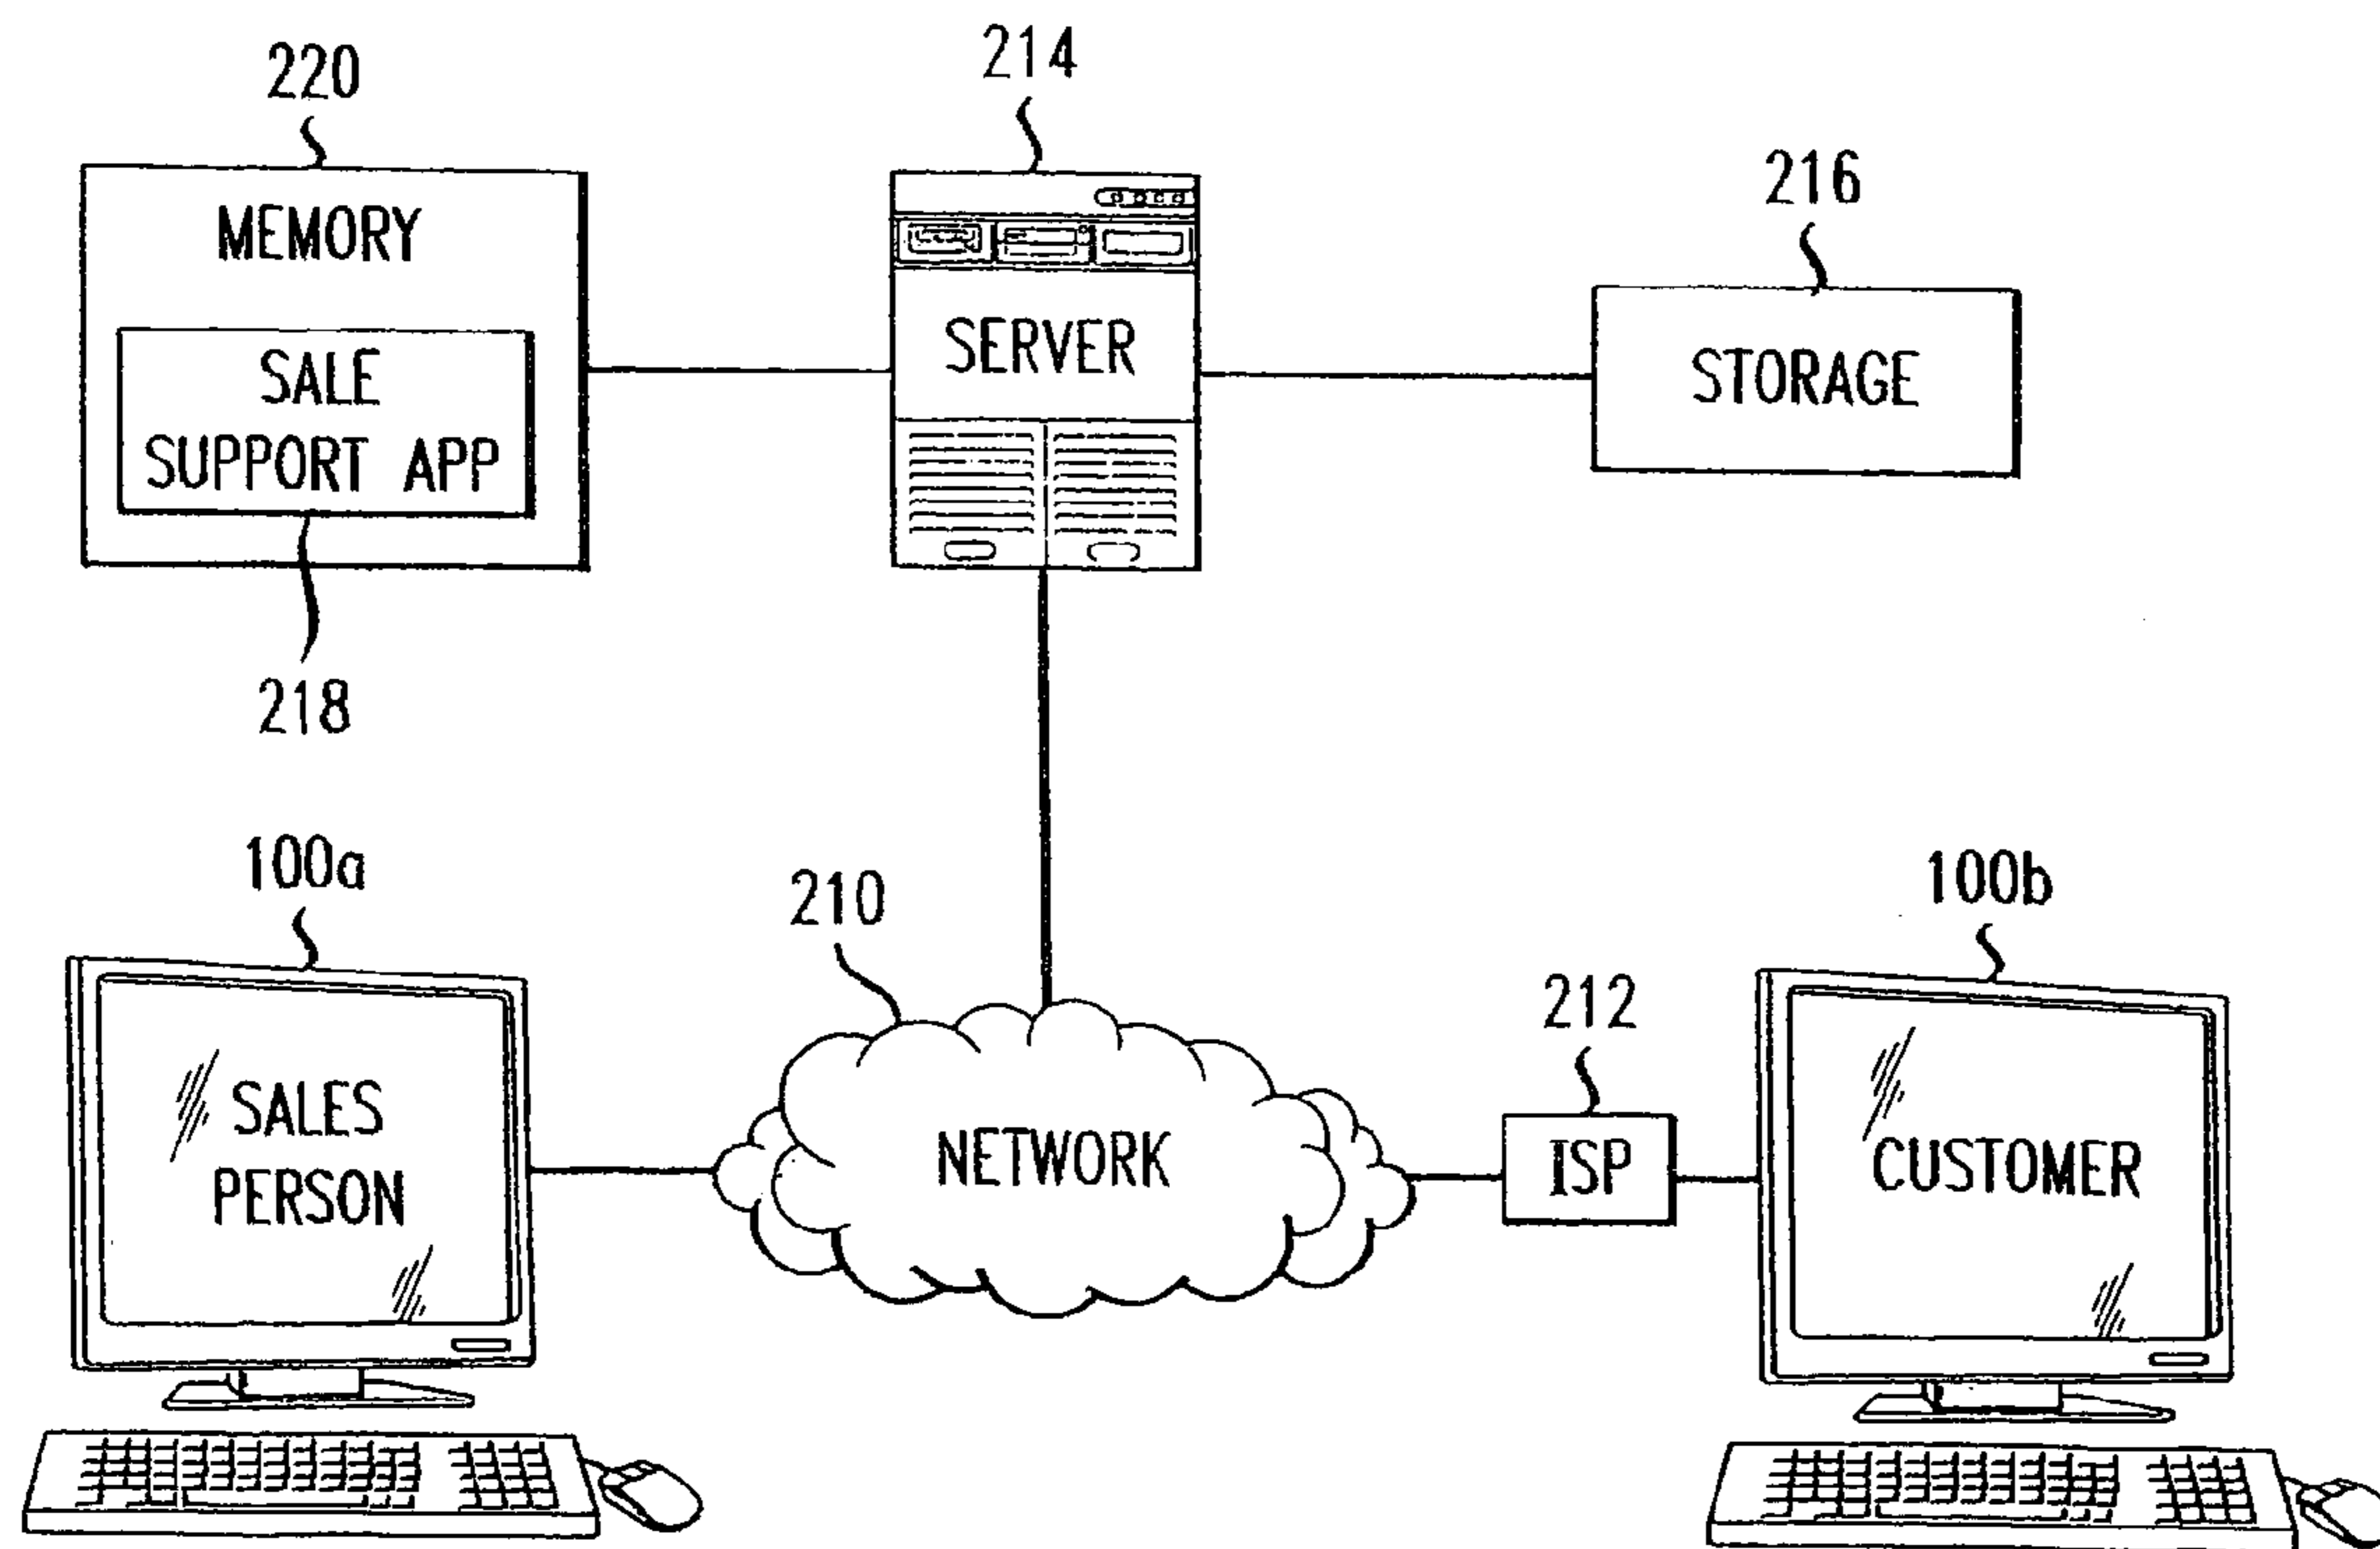 220
214
216
MEMORY
SERVER
STORAGE
SALE
SUPPORT APP
218
100a
210
212
100b
SALES
PERSON
NETWORK
ISP
CUSTOMER